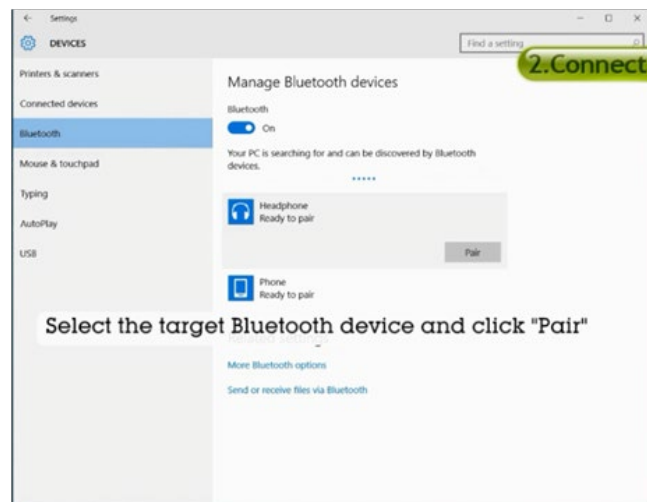 Settings
DEVICES
Find a setting
2.Connect
Printers & scanners
Connected devices
Bluetooth
Mouse & touchpad
Typing
AutoPlay
USB
Manage Bluetooth devices
Bluetooth
On
Your PC is searching for and can be discovered by Bluetooth
devices.
Headphone
Ready to pair
Pair
Phone
Ready to pair
Select the target Bluetooth device and click "Pair"
Related settings
More Bluetooth options
Send or receive files via Bluetooth